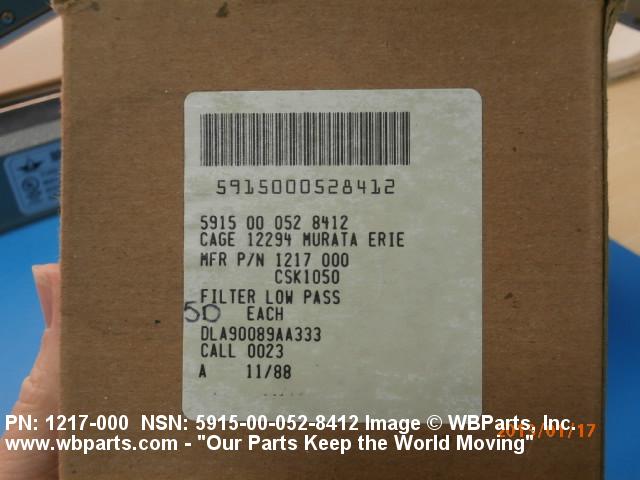 5915000528412
5915 00 052 8412
CAGE 12294 MURATA ERIE
MFR P/N 1217 000
CSK1050
FILTER LOW PASS
50 EACH
DLA90089AA333
CALL 0023
A 11/88
PN: 1217-000 NSN: 5915-00-052-8412 Image © WBParts, Inc.
www.wbparts.com - "Our Parts Keep the World Moving"